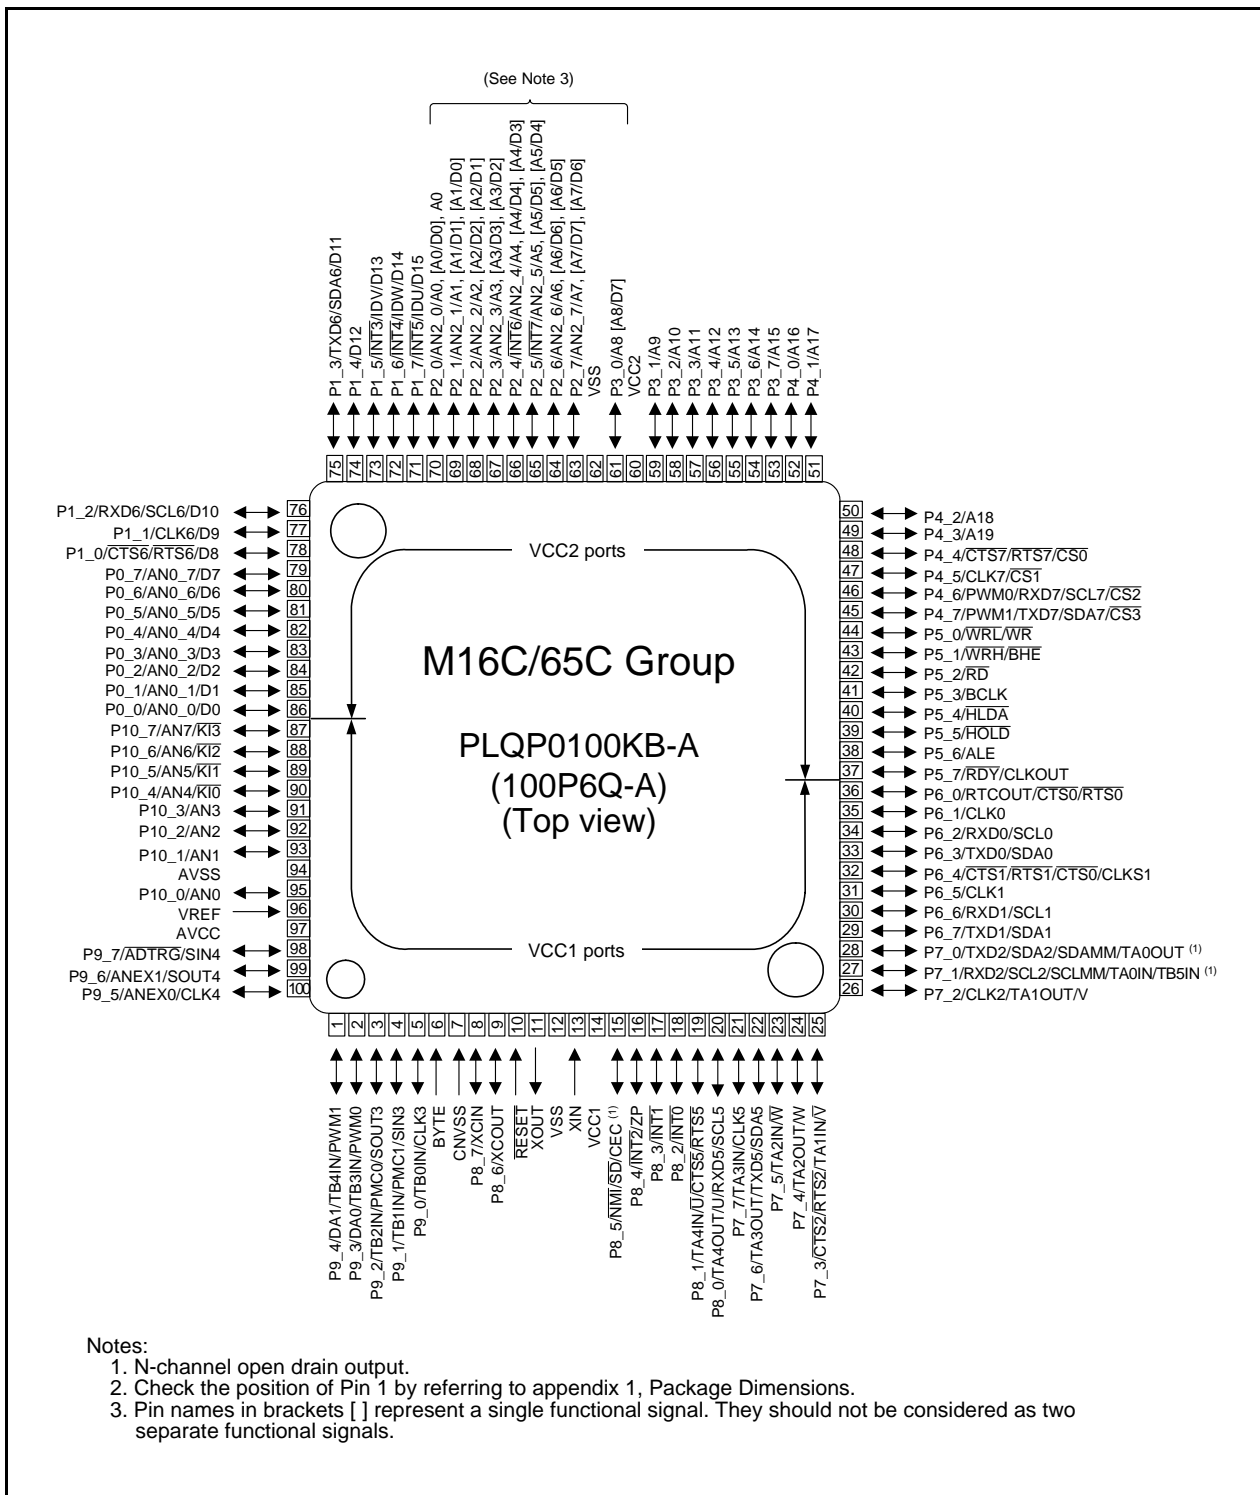 (See Note 3)
P1_3/TXD6/SDA6/D11
P1_4/D12
P1_5/INT3/IDV/D13
P1_6/INT4/IDW/D14
P1_7/INT5/IDU/D15
P2_0/AN2_0/A0, [A0/D0], A0
P2_1/AN2_1/A1, [A1/D1], [A1/D0]
P2_2/AN2_2/A2, [A2/D2], [A2/D1]
P2_3/AN2_3/A3, [A3/D3], [A3/D2]
P2_4/INT6/AN2_4/A4, [A4/D4], [A4/D3]
P2_5/INT7/AN2_5/A5, [A5/D5], [A5/D4]
P2_6/AN2_6/A6, [A6/D6], [A6/D5]
P2_7/AN2_7/A7, [A7/D7], [A7/D6]
VSS
P3_0/A8 [A8/D7]
VCC2
P3_1/A9
P3_2/A10
P3_3/A11
P3_4/A12
P3_5/A13
P3_6/A14
P3_7/A15
P4_0/A16
P4_1/A17
75 74 73 72 71 70 69 68 67 66 65 64 63 62 61 60 59 58 57 56 55 54 53 52 51
P1_2/RXD6/SCL6/D10 76
P1_1/CLK6/D9 77
P1_0/CTS6/RTS6/D8 78
P0_7/AN0_7/D7 79
P0_6/AN0_6/D6 80
P0_5/AN0_5/D5 81
P0_4/AN0_4/D4 82
P0_3/AN0_3/D3 83
P0_2/AN0_2/D2 84
P0_1/AN0_1/D1 85
P0_0/AN0_0/D0 86
P10_7/AN7/KI3 87
P10_6/AN6/KI2 88
P10_5/AN5/KI1 89
P10_4/AN4/KI0 90
P10_3/AN3 91
P10_2/AN2 92
P10_1/AN1 93
AVSS 94
P10_0/AN0 95
VREF 96
AVCC 97
P9_7/ADTRG/SIN4 98
P9_6/ANEX1/SOUT4 99
P9_5/ANEX0/CLK4 100
VCC2 ports
M16C/65C Group
PLQP0100KB-A
(100P6Q-A)
(Top view)
VCC1 ports
50 P4_2/A18
49 P4_3/A19
48 P4_4/CTS7/RTS7/CS0
47 P4_5/CLK7/CS1
46 P4_6/PWM0/RXD7/SCL7/CS2
45 P4_7/PWM1/TXD7/SDA7/CS3
44 P5_0/WRL/WR
43 P5_1/WRH/BHE
42 P5_2/RD
41 P5_3/BCLK
40 P5_4/HLDA
39 P5_5/HOLD
38 P5_6/ALE
37 P5_7/RDY/CLKOUT
36 P6_0/RTCOUT/CTS0/RTS0
35 P6_1/CLK0
34 P6_2/RXD0/SCL0
33 P6_3/TXD0/SDA0
32 P6_4/CTS1/RTS1/CTS0/CLKS1
31 P6_5/CLK1
30 P6_6/RXD1/SCL1
29 P6_7/TXD1/SDA1
28 P7_0/TXD2/SDA2/SDAMM/TA0OUT (1)
27 P7_1/RXD2/SCL2/SCLMM/TA0IN/TB5IN (1)
26 P7_2/CLK2/TA1OUT/V
1 2 3 4 5 6 7 8 9 10 11 12 13 14 15 16 17 18 19 20 21 22 23 24 25
P9_4/DA1/TB4IN/PWM1
P9_3/DA0/TB3IN/PWM0
P9_2/TB2IN/PMC0/SOUT3
P9_1/TB1IN/PMC1/SIN3
P9_0/TB0IN/CLK3
BYTE
CNVSS
P8_7/XCIN
P8_6/XCOUT
RESET
XOUT
VSS
XIN
VCC1
P8_5/NMI/SD/CEC (1)
P8_4/INT2/ZP
P8_3/INT1
P8_2/INT0
P8_1/TA4IN/U/CTS5/RTS5
P8_0/TA4OUT/U/RXD5/SCL5
P7_7/TA3IN/CLK5
P7_6/TA3OUT/TXD5/SDA5
P7_5/TA2IN/W
P7_4/TA2OUT/W
P7_3/CTS2/RTS2/TA1IN/V
Notes:
1. N-channel open drain output.
2. Check the position of Pin 1 by referring to appendix 1, Package Dimensions.
3. Pin names in brackets [ ] represent a single functional signal. They should not be considered as two
separate functional signals.